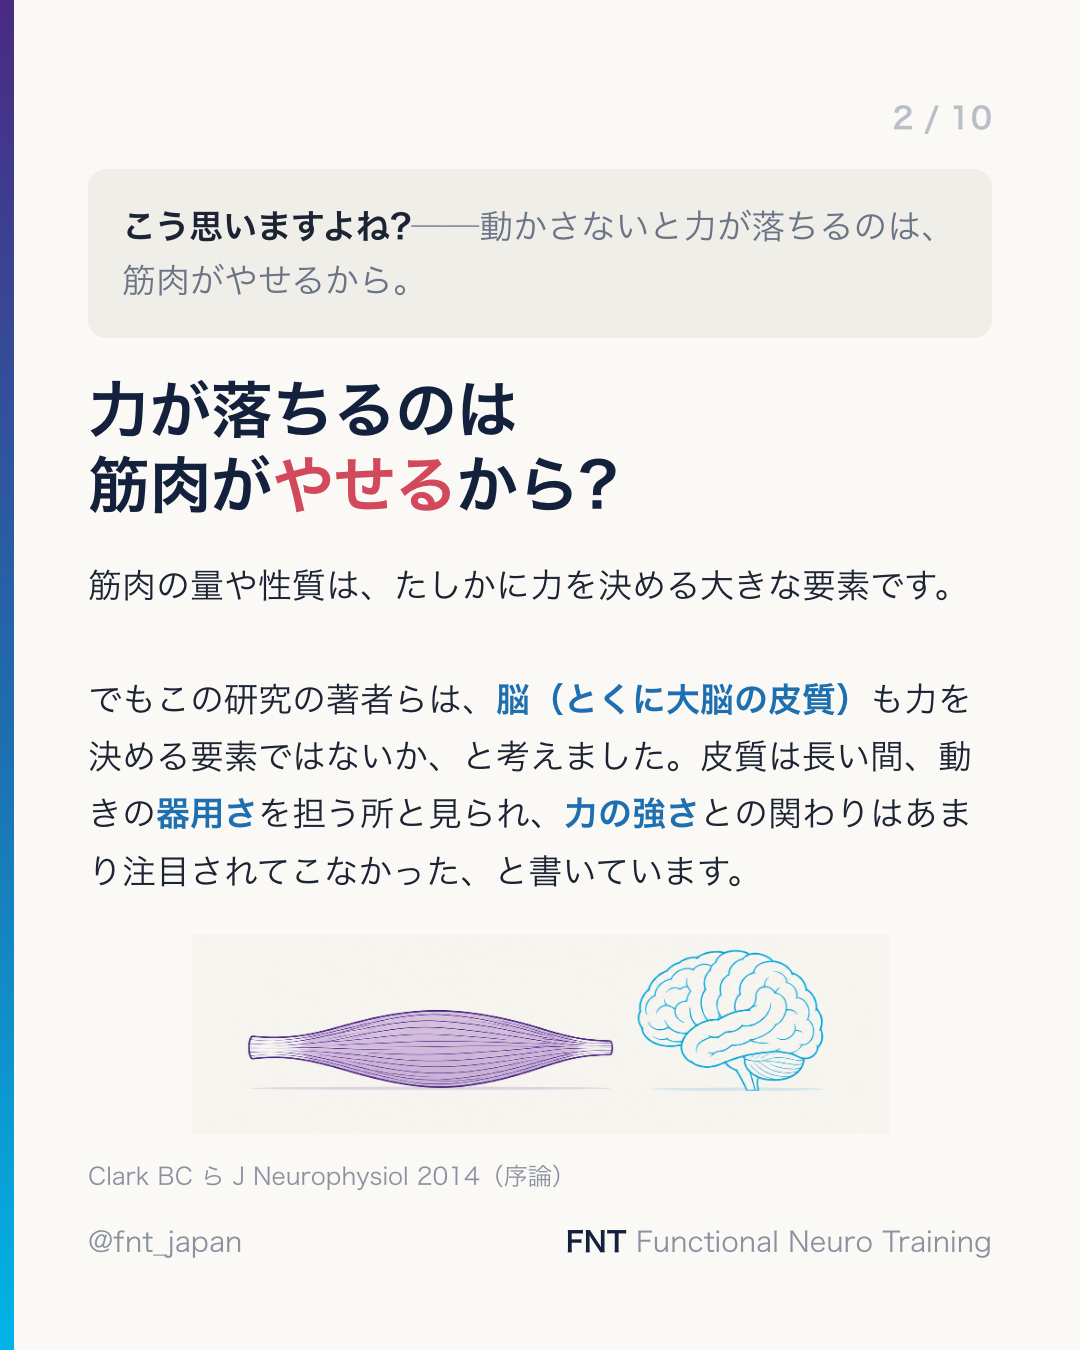 2 / 10
こう思いますよね?――動かさないと力が落ちるのは、
筋肉がやせるから。
力が落ちるのは
筋肉がやせるから?
筋肉の量や性質は、たしかに力を決める大きな要素です。
でもこの研究の著者らは、脳（とくに大脳の皮質）も力を
決める要素ではないか、と考えました。皮質は長い間、動
きの器用さを担う所と見られ、力の強さとの関わりはあま
り注目されてこなかった、と書いています。
Clark BC ら J Neurophysiol 2014（序論）
@fnt_japan
FNT Functional Neuro Training